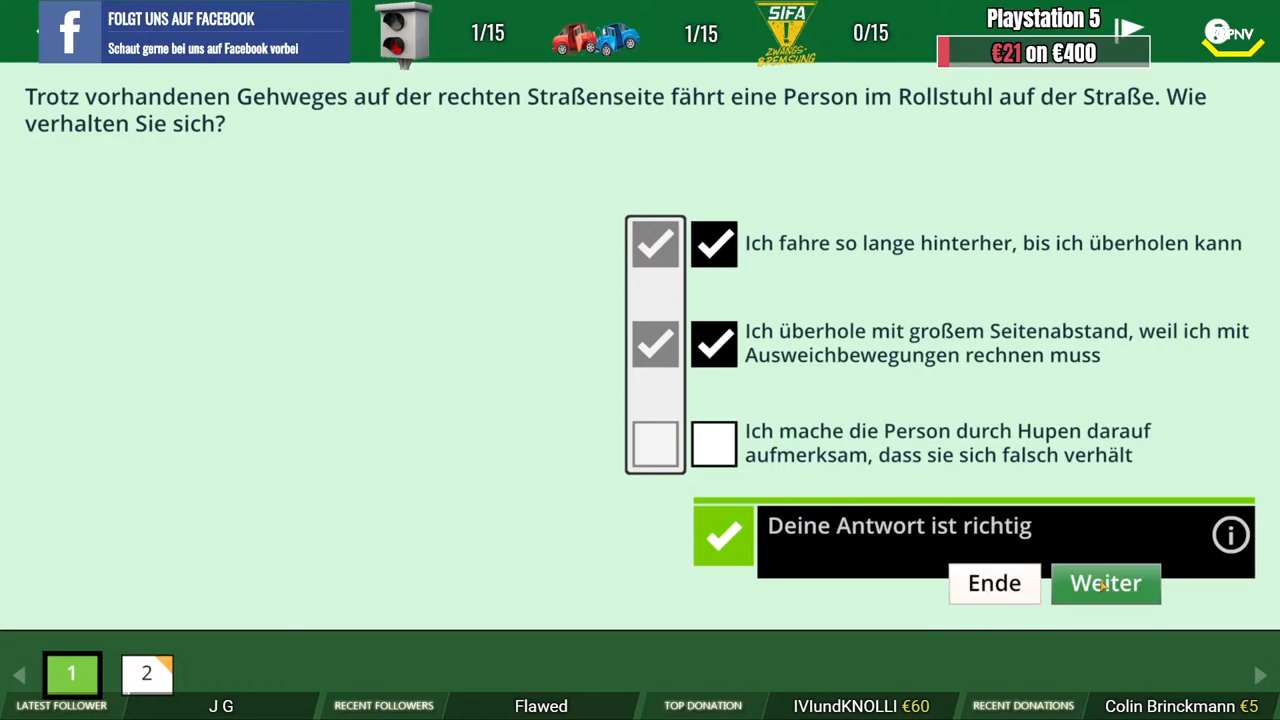 FOLGT UNS AUF FACEBOOK
Schaut gerne bei uns auf Facebook vorbei
1/15
1/15
SIFA
ZWANGS-
BREMSUNG
0/15
Playstation 5
€21 on €400
ÖPNV
Trotz vorhandenen Gehweges auf der rechten Straßenseite fährt eine Person im Rollstuhl auf der Straße. Wie
verhalten Sie sich?
Ich fahre so lange hinterher, bis ich überholen kann
Ich überhole mit großem Seitenabstand, weil ich mit
Ausweichbewegungen rechnen muss
Ich mache die Person durch Hupen darauf
aufmerksam, dass sie sich falsch verhält
Deine Antwort ist richtig
Ende
Weiter
1
2
LATEST FOLLOWER
J G
RECENT FOLLOWERS
Flawed
TOP DONATION
IVIundKNOLLI €60
RECENT DONATIONS
Colin Brinckmann €5